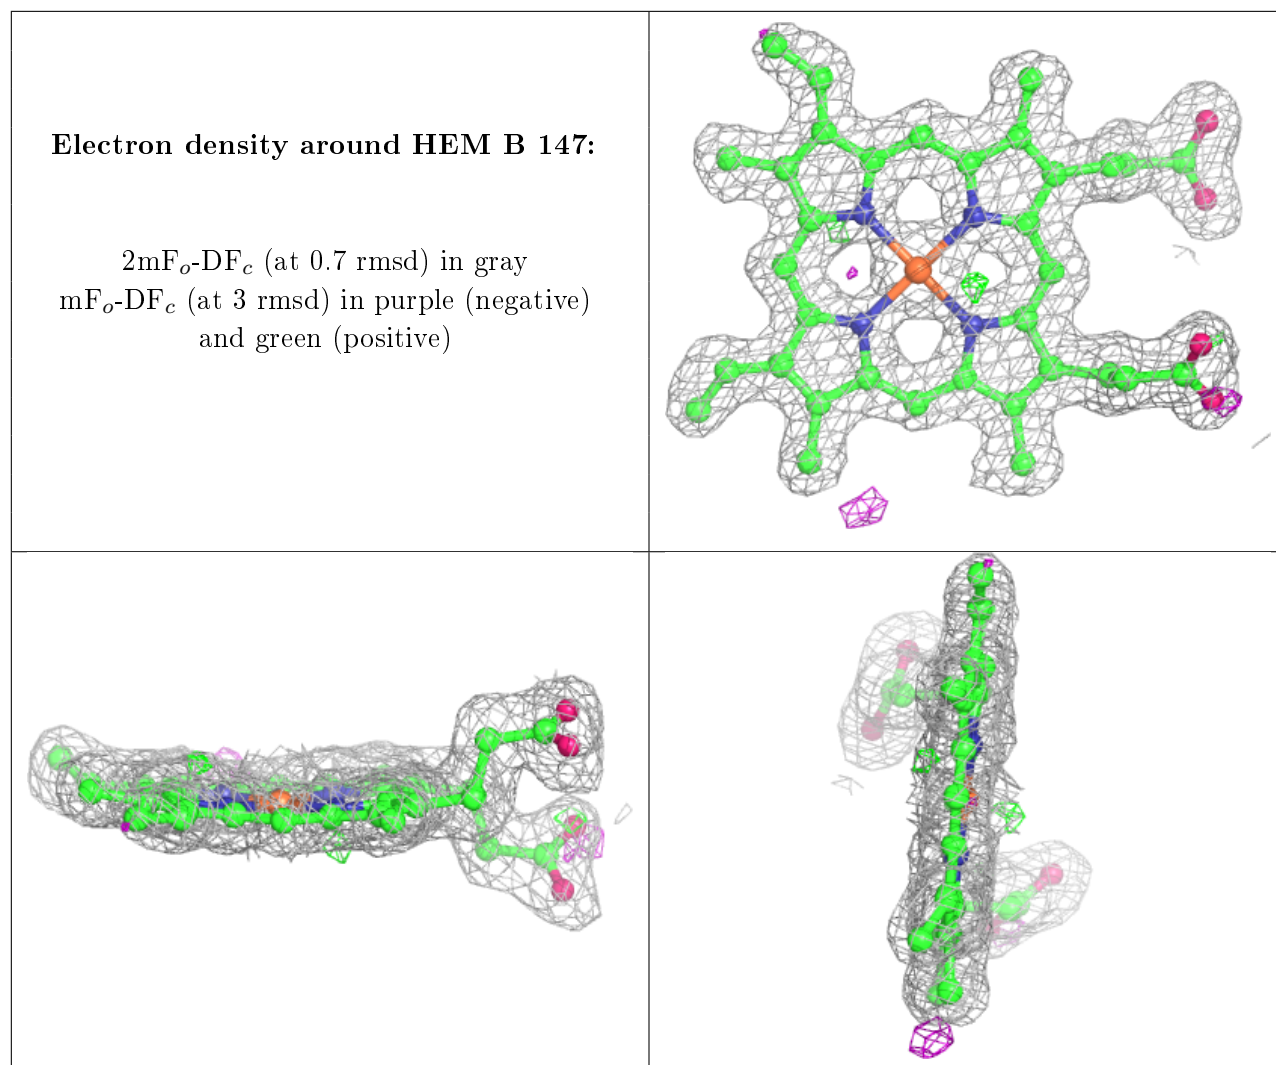 Electron density around HEM B 147:
2mFₒ-DF𝒸 (at 0.7 rmsd) in gray
mFₒ-DF𝒸 (at 3 rmsd) in purple (negative)
and green (positive)